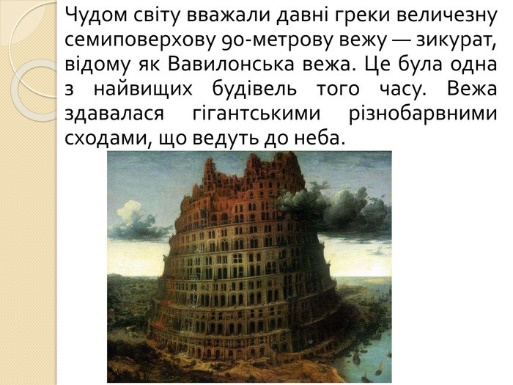 Чудом світу вважали давні греки величезну
семиповерхову 90-метрову вежу — зикурат,
відому як Вавилонська вежа. Це була одна
з найвищих будівель того часу. Вежа
здавалася гігантськими різнобарвними
сходами, що ведуть до неба.